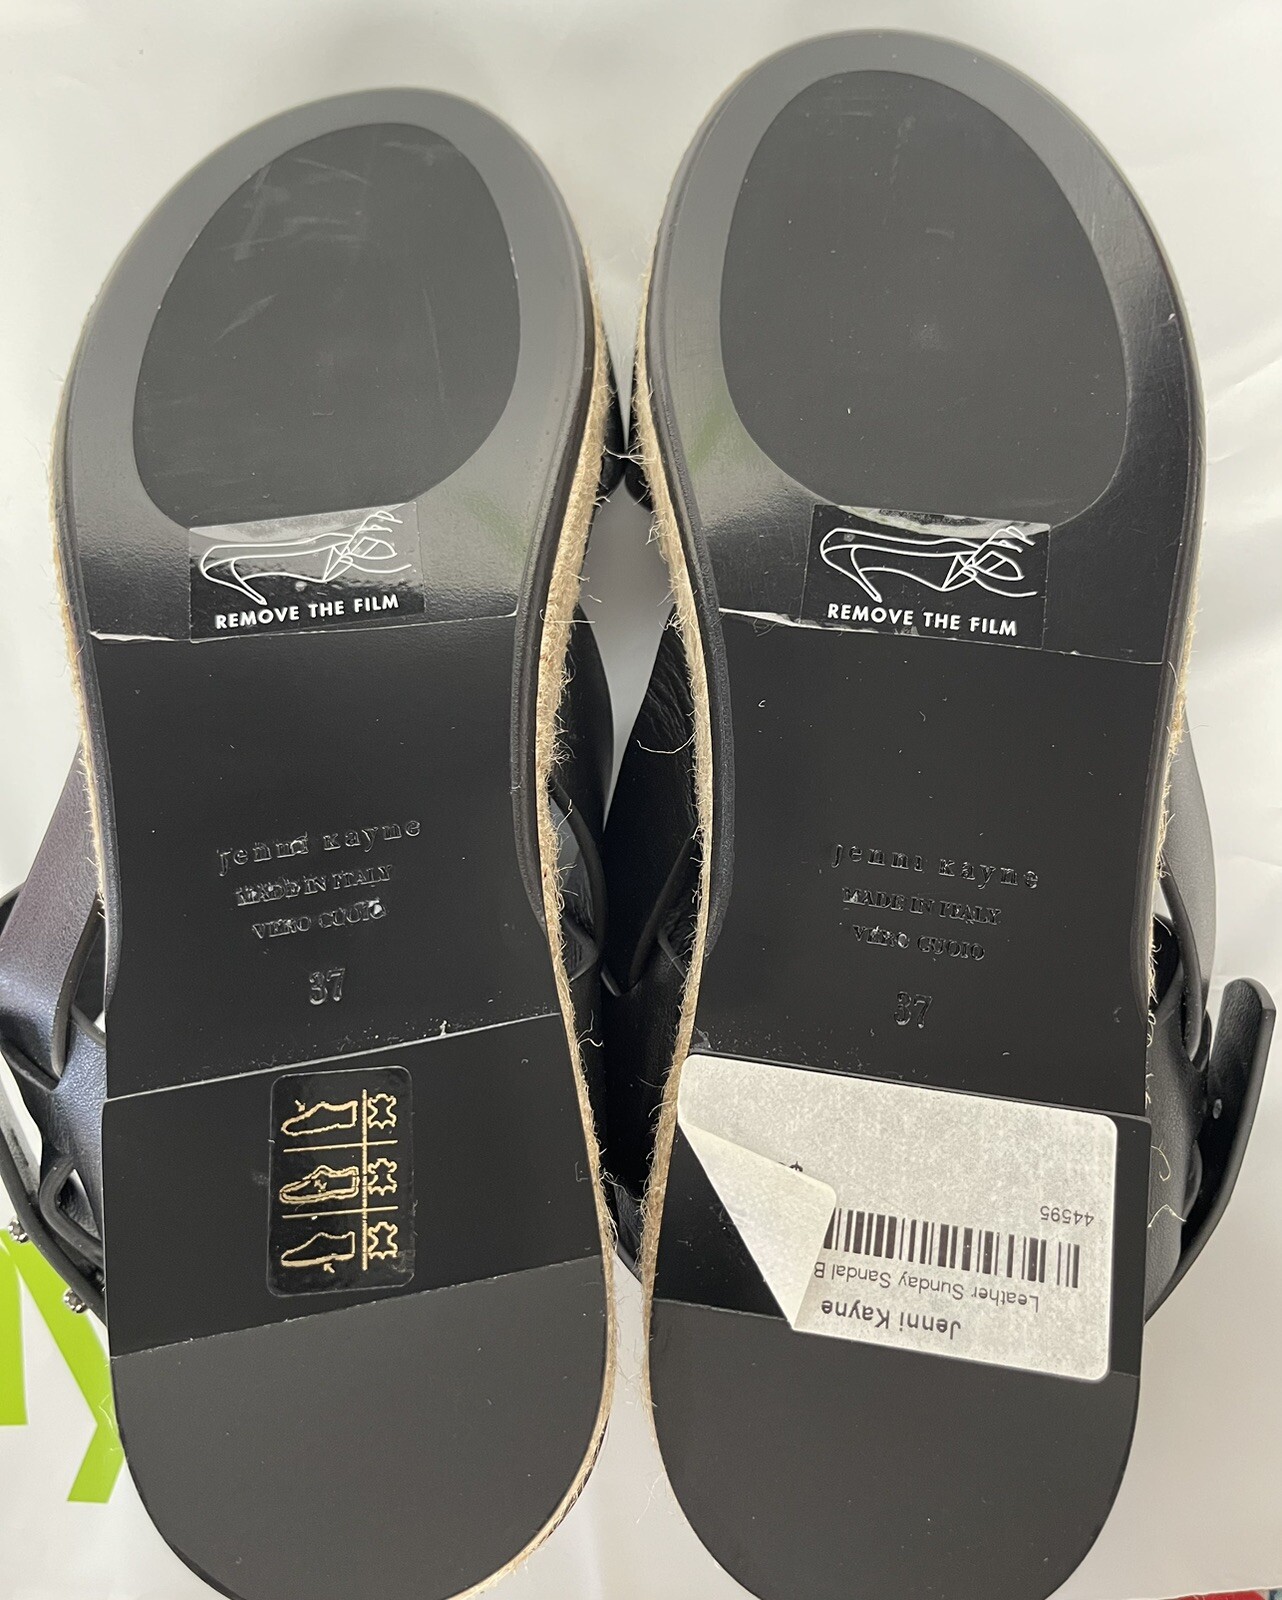 REMOVE THE FILM
jenni kayne
MADE IN ITALY
VERO CUOIO
37
REMOVE THE FILM
jenni kayne
MADE IN ITALY
VERO CUOIO
37
Jenni Kayne
Leather Sunday Sandal B
44595